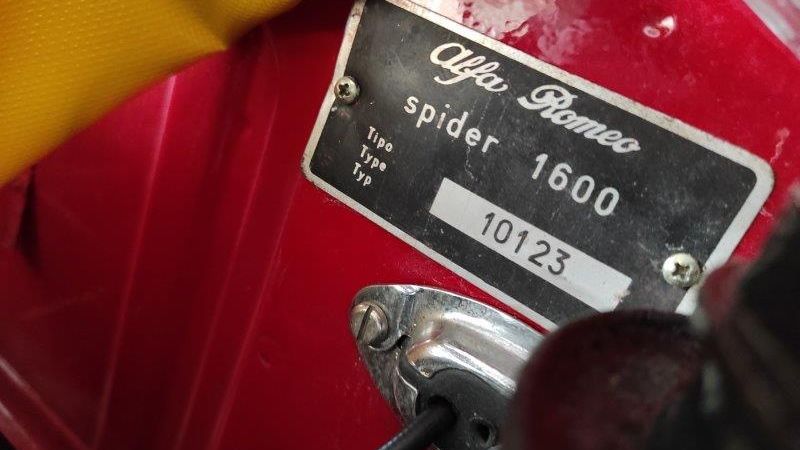 Alfa Romeo
spider 1600
Tipo
Type
Typ
10123